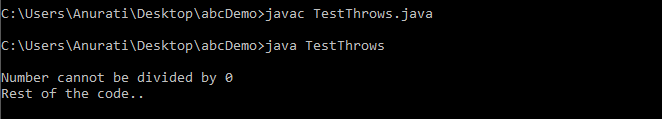 C:\Users\Anurati\Desktop\abcDemo>javac TestThrows.java
C:\Users\Anurati\Desktop\abcDemo>java TestThrows
Number cannot be divided by 0
Rest of the code..